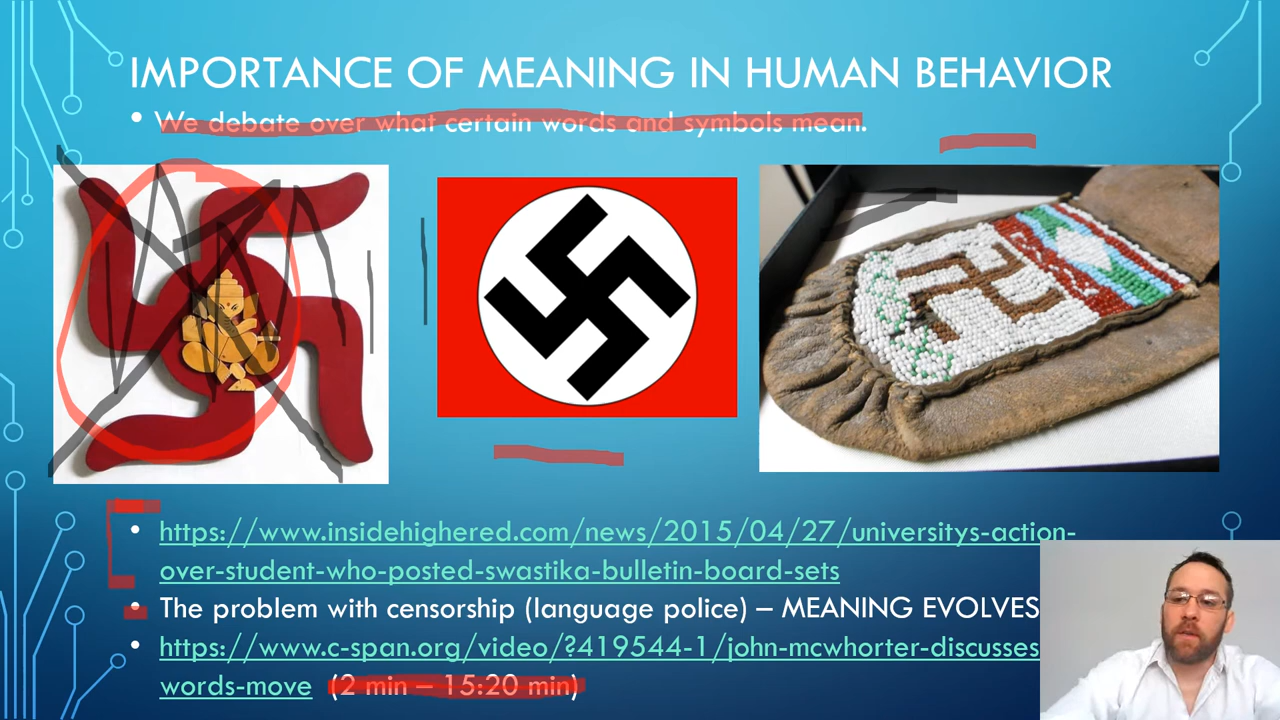 IMPORTANCE OF MEANING IN HUMAN BEHAVIOR
• We debate over what certain words and symbols mean.
• https://www.insidehighered.com/news/2015/04/27/universitys-action-
over-student-who-posted-swastika-bulletin-board-sets
• The problem with censorship (language police) – MEANING EVOLVES
• https://www.c-span.org/video/?419544-1/john-mcwhorter-discusses
words-move (2 min – 15:20 min)